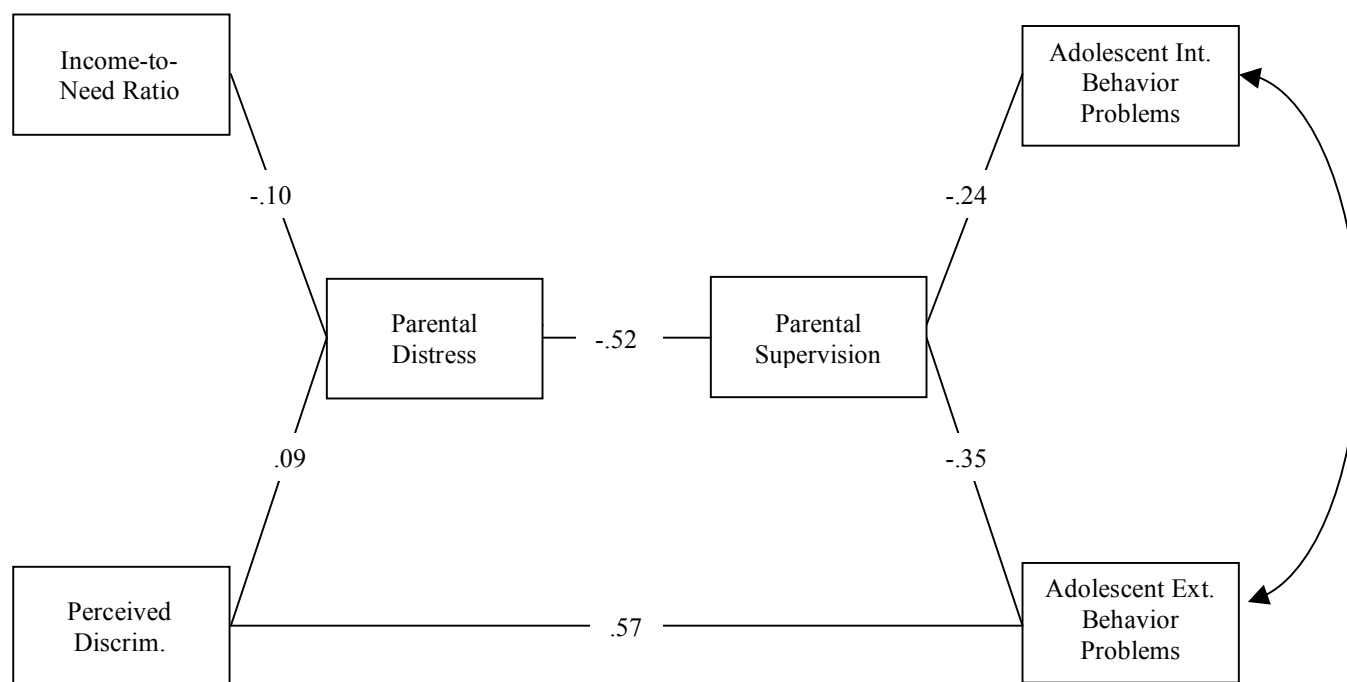 Income-to-
Need Ratio
Adolescent Int.
Behavior
Problems
-.10
-.24
Parental
Distress
-.52
Parental
Supervision
.09
-.35
Perceived
Discrim.
.57
Adolescent Ext.
Behavior
Problems